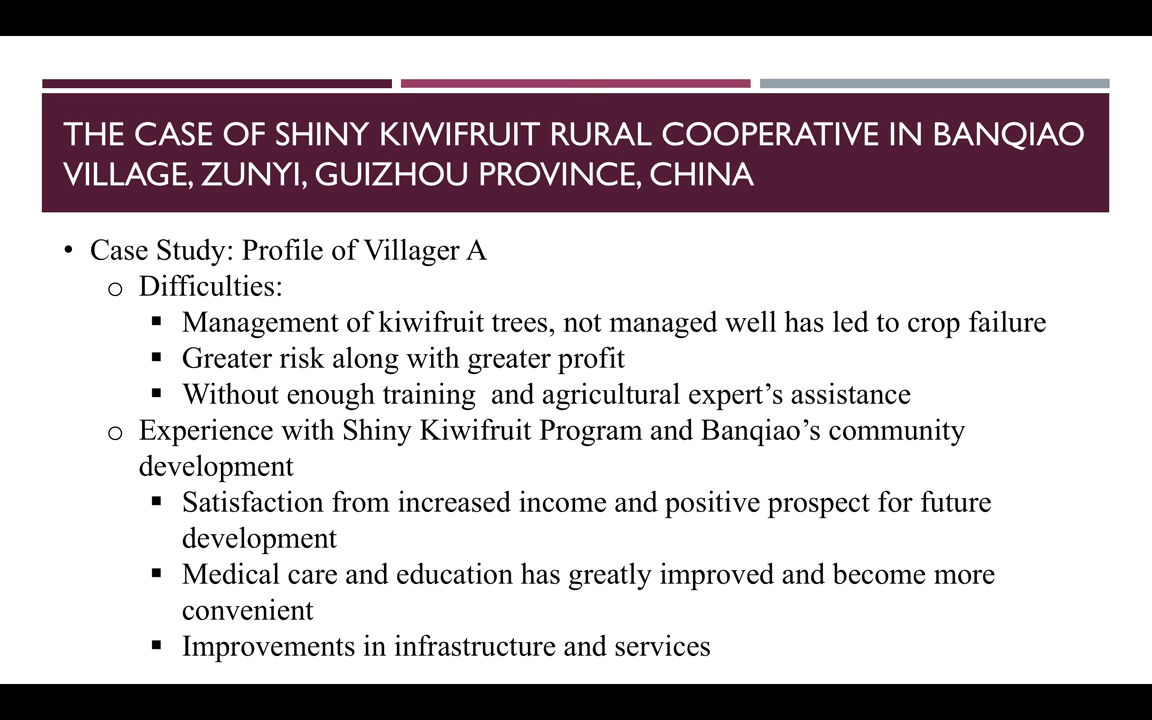 THE CASE OF SHINY KIWIFRUIT RURAL COOPERATIVE IN BANQIAO
VILLAGE, ZUNYI, GUIZHOU PROVINCE, CHINA
• Case Study: Profile of Villager A
o Difficulties:
▪ Management of kiwifruit trees, not managed well has led to crop failure
▪ Greater risk along with greater profit
▪ Without enough training  and agricultural expert’s assistance
o Experience with Shiny Kiwifruit Program and Banqiao’s community
development
▪ Satisfaction from increased income and positive prospect for future
development
▪ Medical care and education has greatly improved and become more
convenient
▪ Improvements in infrastructure and services